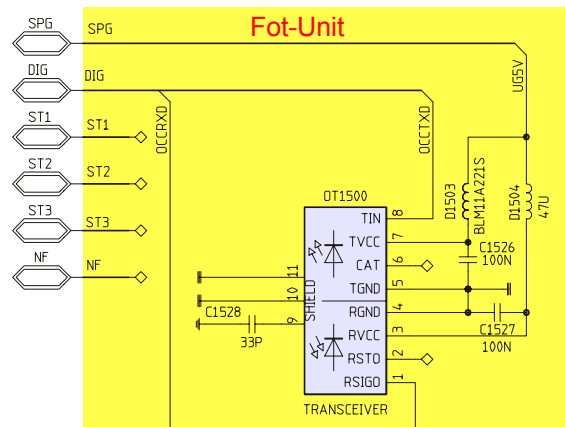 SPG
SPG
Fot-Unit
DIG
DIG
UG5V
ST1
ST1
OCCRXD
OCCTXD
ST2
ST2
OT1500
D1503
BLM11A221S
D1504
47U
ST3
ST3
TIN
8
TVCC
7
C1526
100N
NF
NF
CAT
6
11
TGND
5
10
SHIELD
RGND
4
C1528
33P
9
RVCC
3
C1527
100N
RSTO
2
RSIGO
1
TRANSCEIVER